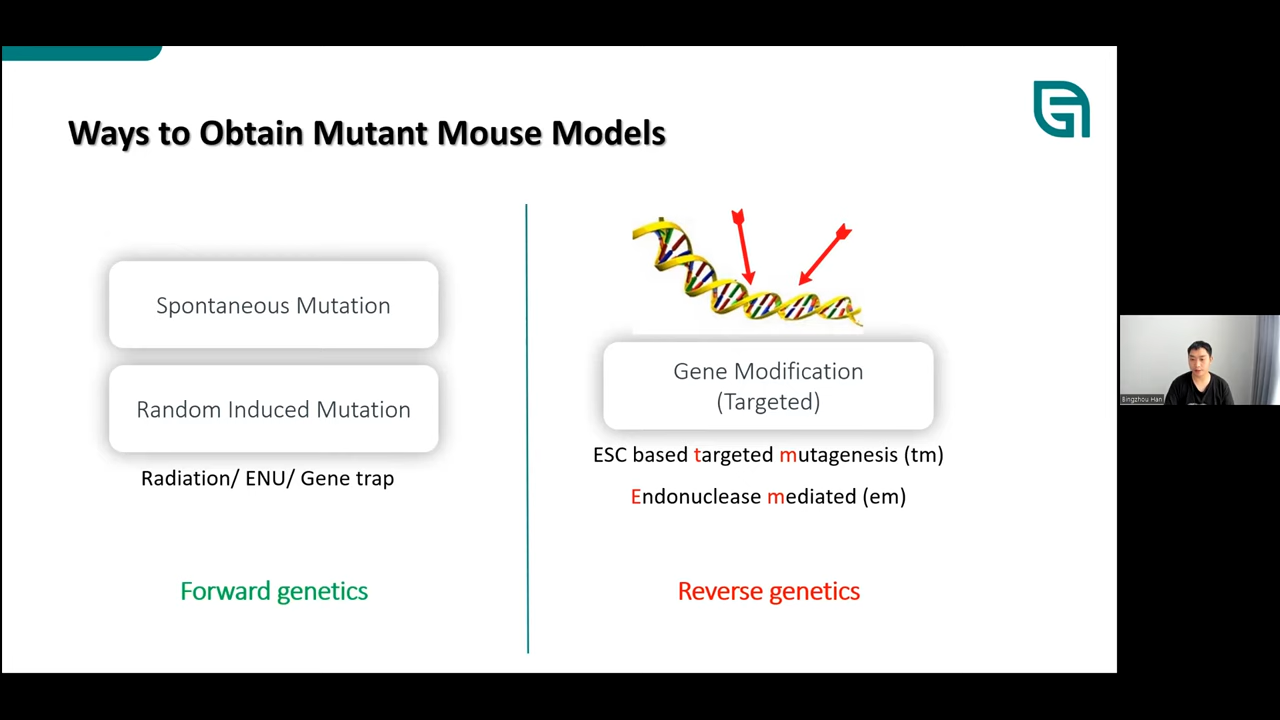 Ways to Obtain Mutant Mouse Models
Spontaneous Mutation
Random Induced Mutation
Radiation/ ENU/ Gene trap
Forward genetics
Gene Modification
(Targeted)
ESC based targeted mutagenesis (tm)
Endonuclease mediated (em)
Reverse genetics
Bingzhou Han